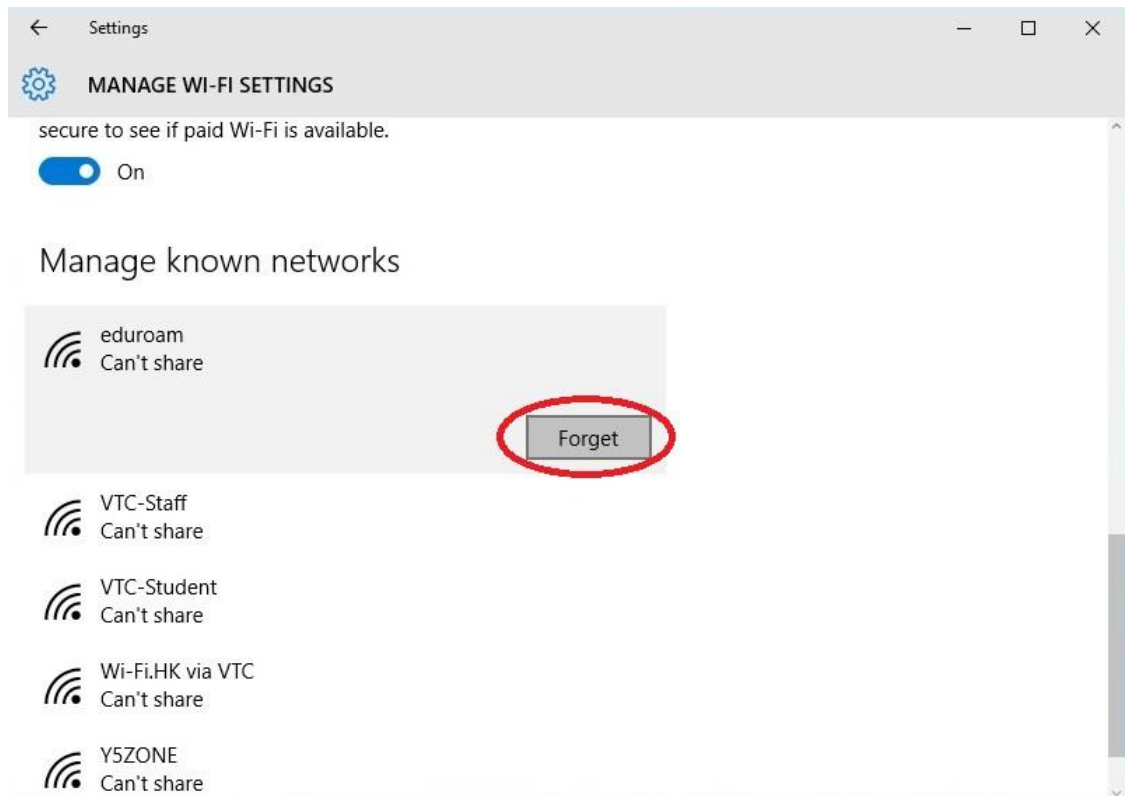 Settings
MANAGE WI-FI SETTINGS
secure to see if paid Wi-Fi is available.
On
Manage known networks
eduroam
Can't share
Forget
VTC-Staff
Can't share
VTC-Student
Can't share
Wi-Fi.HK via VTC
Can't share
Y5ZONE
Can't share